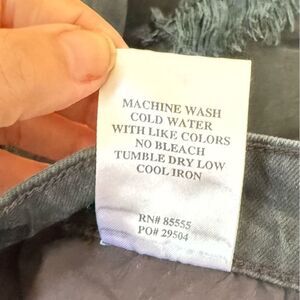 MACHINE WASH
COLD WATER
WITH LIKE COLORS
NO BLEACH
TUMBLE DRY LOW
COOL IRON
RN# 85555
PO# 29504